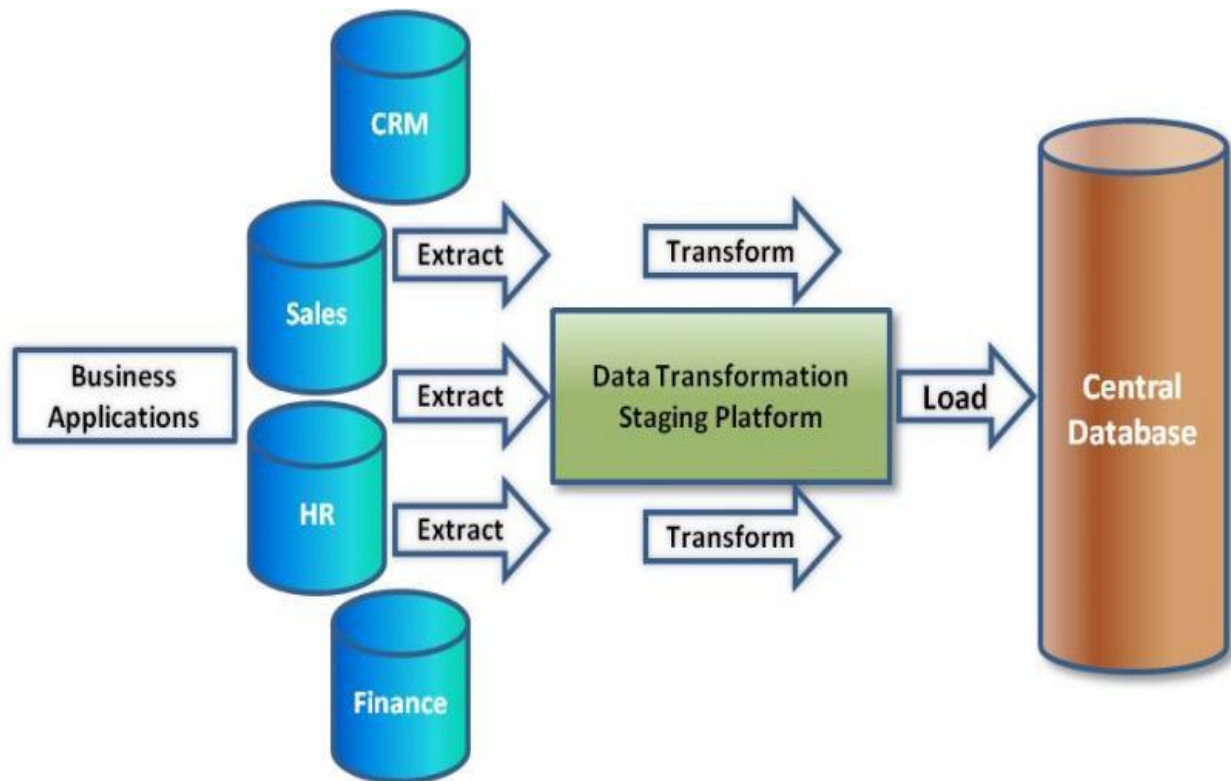 CRM
Sales
Extract
Transform
Business
Applications
Extract
Data Transformation
Staging Platform
Load
Central
Database
HR
Extract
Transform
Finance